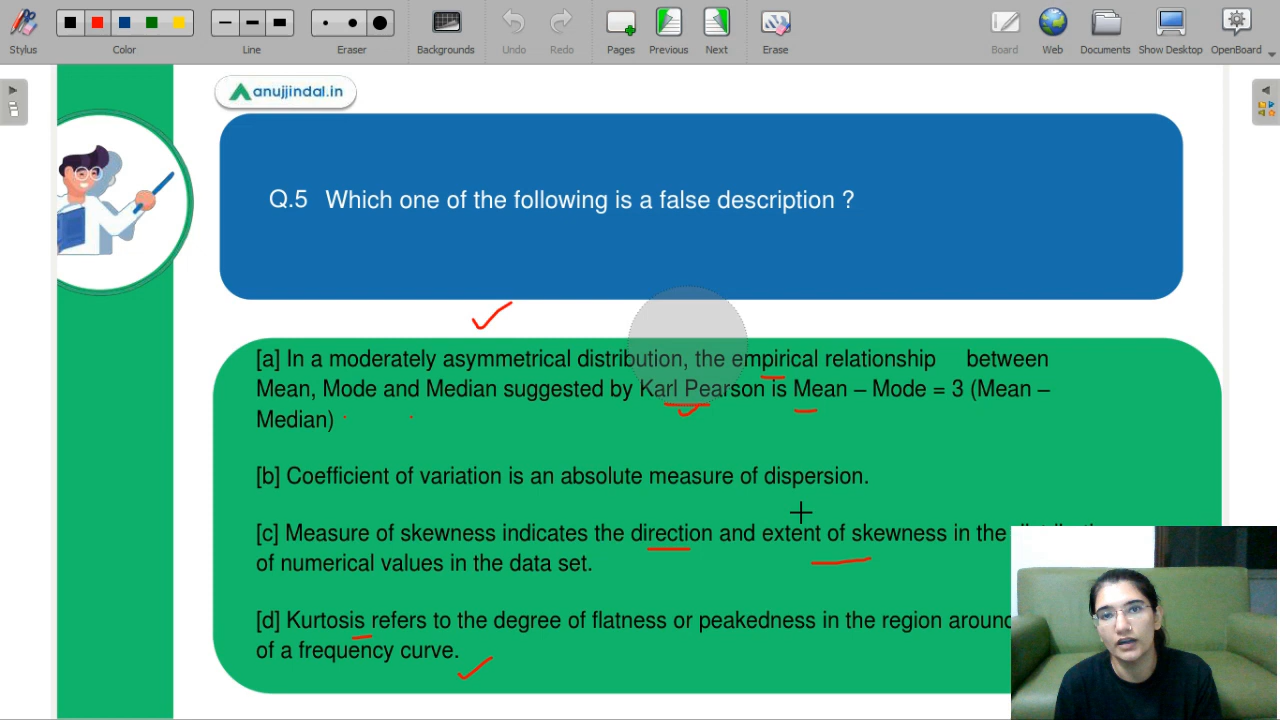 Stylus Color Line Eraser Backgrounds Undo Redo Pages Previous Next Erase Board Web Documents Show Desktop OpenBoard
anujjindal.in
Q.5 Which one of the following is a false description ?
[a] In a moderately asymmetrical distribution, the empirical relationship between
Mean, Mode and Median suggested by Karl Pearson is Mean – Mode = 3 (Mean –
Median)
[b] Coefficient of variation is an absolute measure of dispersion.
[c] Measure of skewness indicates the direction and extent of skewness in the
of numerical values in the data set.
[d] Kurtosis refers to the degree of flatness or peakedness in the region around
of a frequency curve.